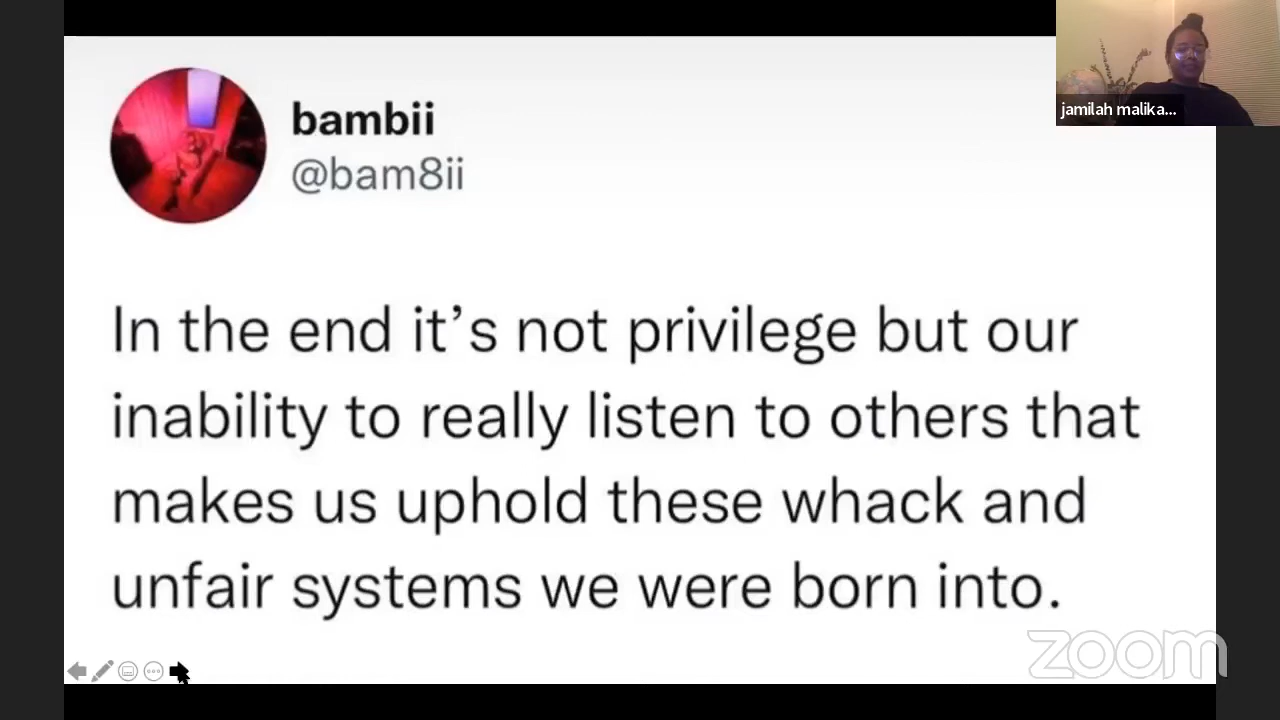 bambii
@bam8ii
jamilah malika...
In the end it’s not privilege but our
inability to really listen to others that
makes us uphold these whack and
unfair systems we were born into.
zoom